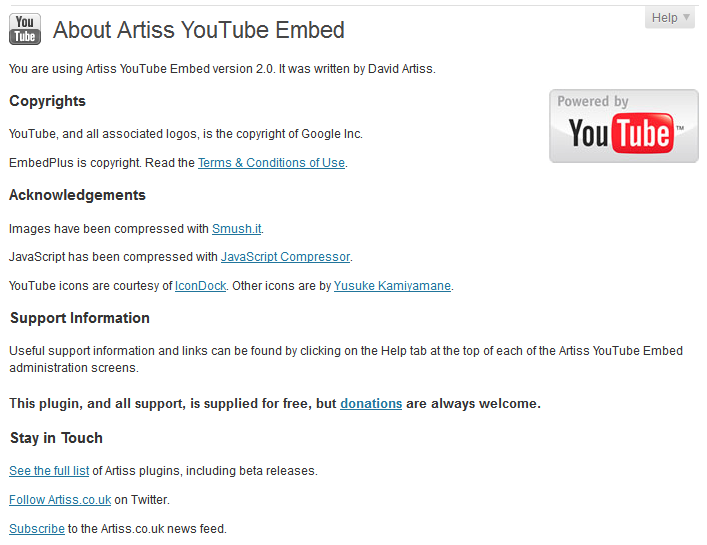 You
Tube
About Artiss YouTube Embed
Help
You are using Artiss YouTube Embed version 2.0. It was written by David Artiss.
Copyrights
Powered by
YouTube™
YouTube, and all associated logos, is the copyright of Google Inc.
EmbedPlus is copyright. Read the Terms & Conditions of Use.
Acknowledgements
Images have been compressed with Smush.it.
JavaScript has been compressed with JavaScript Compressor.
YouTube icons are courtesy of IconDock. Other icons are by Yusuke Kamiyamane.
Support Information
Useful support information and links can be found by clicking on the Help tab at the top of each of the Artiss YouTube Embed
administration screens.
This plugin, and all support, is supplied for free, but donations are always welcome.
Stay in Touch
See the full list of Artiss plugins, including beta releases.
Follow Artiss.co.uk on Twitter.
Subscribe to the Artiss.co.uk news feed.